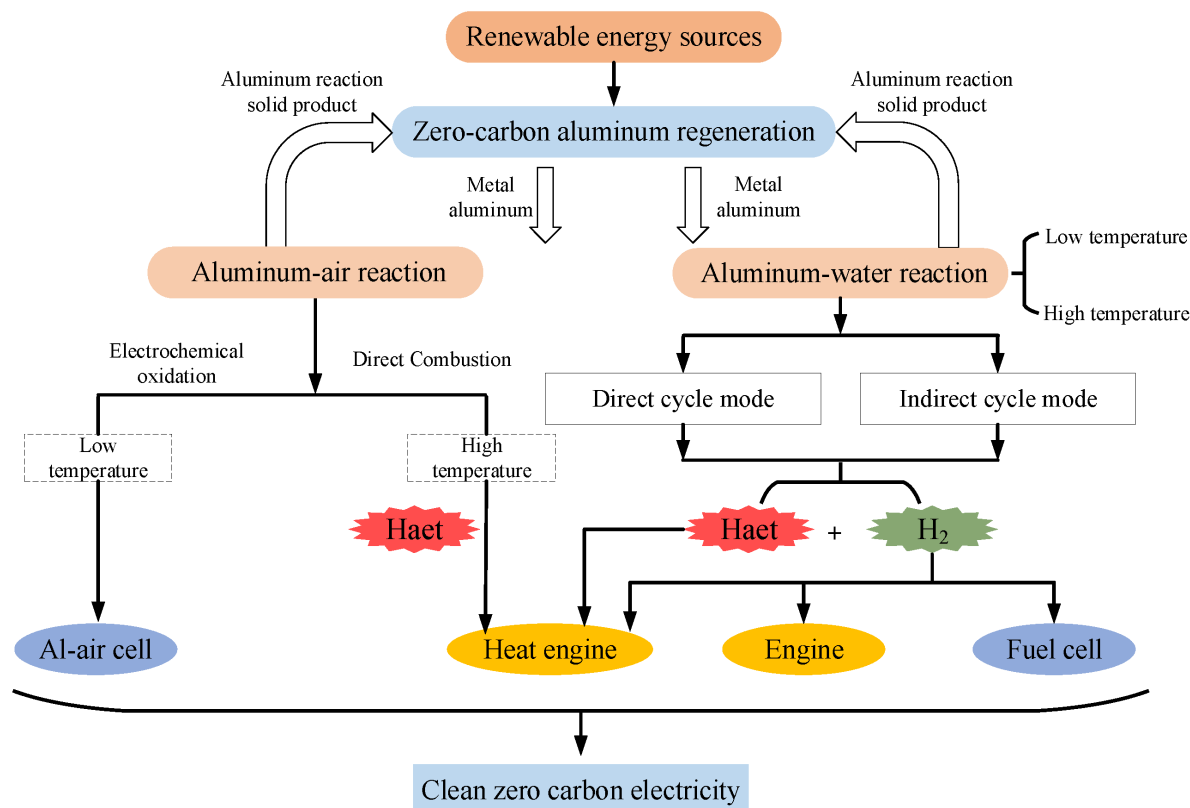 Renewable energy sources
Aluminum reaction
solid product
Aluminum reaction
solid product
Zero-carbon aluminum regeneration
Metal
aluminum
Metal
aluminum
Aluminum-air reaction
Aluminum-water reaction
Low temperature
High temperature
Electrochemical
oxidation
Direct Combustion
Direct cycle mode
Indirect cycle mode
Low
temperature
High
temperature
Haet
Haet
+
H₂
Al-air cell
Heat engine
Engine
Fuel cell
Clean zero carbon electricity